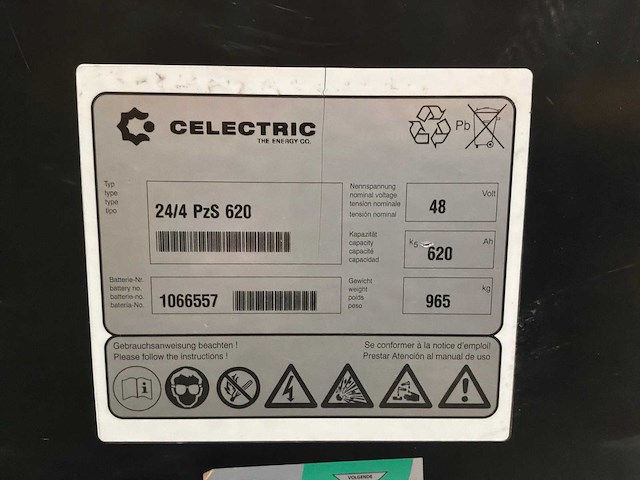 CELECTRIC
THE ENERGY CO.
Pb
Typ
type
type
tipo
24/4 PzS 620
Nennspannung
nominal voltage
tension nominale
tensión nominal
48
Volt
Kapazität
capacity
capacité
capacidad
k5
620
Ah
Batterie-Nr.
battery no.
batterie-no.
batería-No.
1066557
Gewicht
weight
poids
peso
965
kg
Gebrauchsanweisung beachten !
Please follow the instructions !
Se conformer à la notice d'emploi!
Prestar Atención al manual de uso
i
VOLGENDE